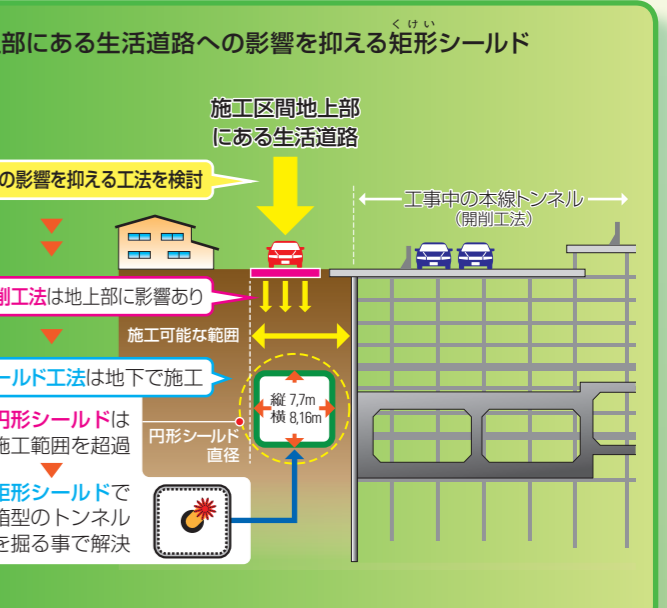 くけい
部にある生活道路への影響を抑える矩形シールド
施工区間地上部
にある生活道路
の影響を抑える工法を検討
工事中の本線トンネル
(開削工法)
削工法は地上部に影響あり
施工可能な範囲
ールド工法は地下で施工
縦 7,7m
横 8,16m
円形シールドは
施工範囲を超過
円形シールド
直径
矩形シールドで
箱型のトンネル
を掘る事で解決